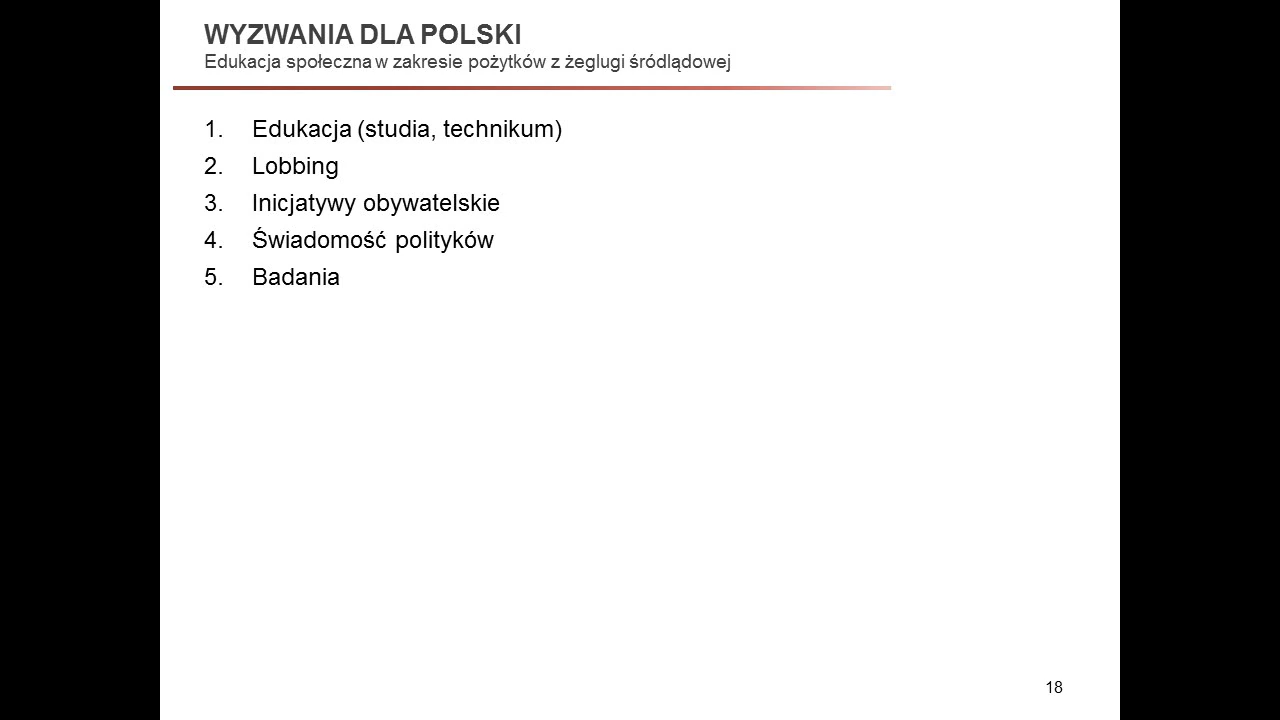 WYZWANIA DLA POLSKI
Edukacja społeczna w zakresie pożytków z żeglugi śródlądowej
1. Edukacja (studia, technikum)
2. Lobbing
3. Inicjatywy obywatelskie
4. Świadomość polityków
5. Badania
18